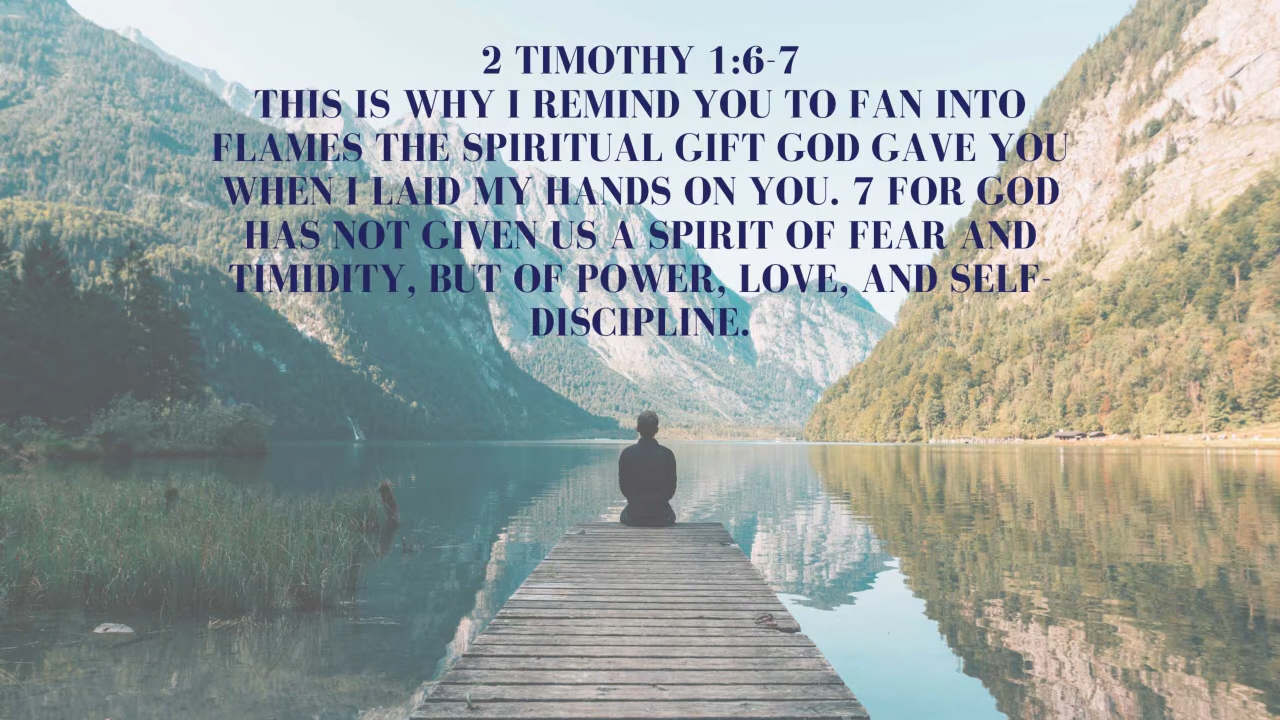 2 TIMOTHY 1:6-7
THIS IS WHY I REMIND YOU TO FAN INTO
FLAMES THE SPIRITUAL GIFT GOD GAVE YOU
WHEN I LAID MY HANDS ON YOU. 7 FOR GOD
HAS NOT GIVEN US A SPIRIT OF FEAR AND
TIMIDITY, BUT OF POWER, LOVE, AND SELF-
DISCIPLINE.